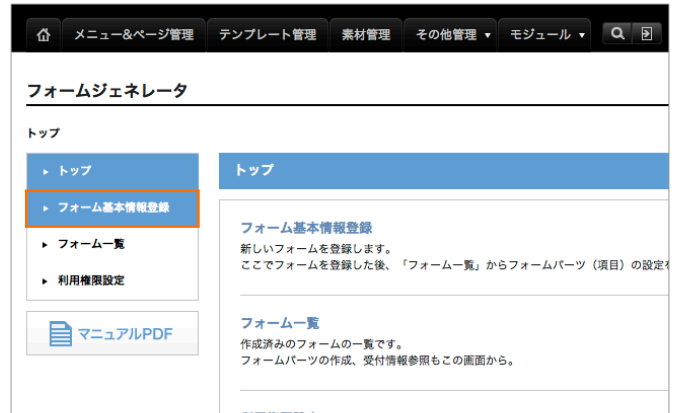 メニュー&ページ管理 テンプレート管理 素材管理 その他管理 ▼ モジュール ▼
フォームジェネレータ
トップ
トップ
フォーム基本情報登録
フォーム一覧
利用権限設定
マニュアルPDF
トップ
フォーム基本情報登録
新しいフォームを登録します。
ここでフォームを登録した後、「フォーム一覧」からフォームパーツ（項目）の設定を
フォーム一覧
作成済みのフォームの一覧です。
フォームパーツの作成、受付情報参照もこの画面から。